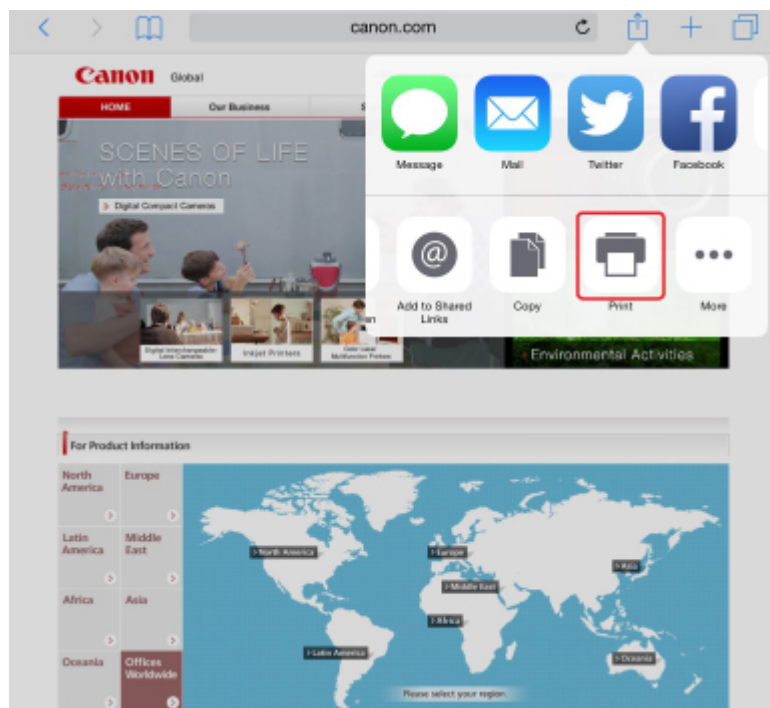 canon.com
Canon Global
HOME Our Business
SCENES OF LIFE
with Canon
Digital Compact Cameras
Message Mail Twitter Facebook
Add to Shared
Links
Copy Print More
Digital Interchangeable-
Lens Cameras
Inkjet Printers
Color Laser
Multifunction Printers
Environmental Activities
For Product Information
North
America
Europe
Latin
America
Middle
East
Africa Asia
Oceania Offices
Worldwide
North America
Europe
Asia
Middle East
Africa
Latin America
Oceania
Please select your region.